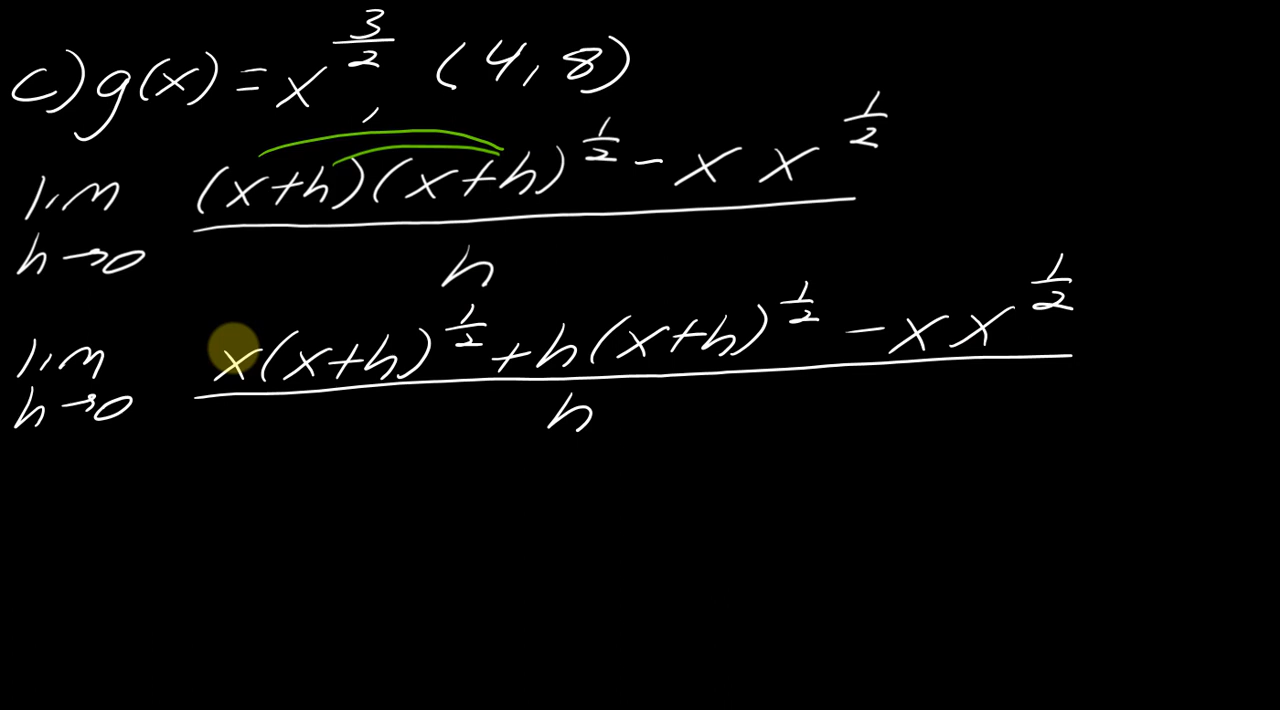 c) g(x) = x^{3/2}, (4, 8)
lim h→0 ((x+h)(x+h)^{1/2} - x x^{1/2}) / h
lim h→0 (x(x+h)^{1/2} + h(x+h)^{1/2} - x x^{1/2}) / h